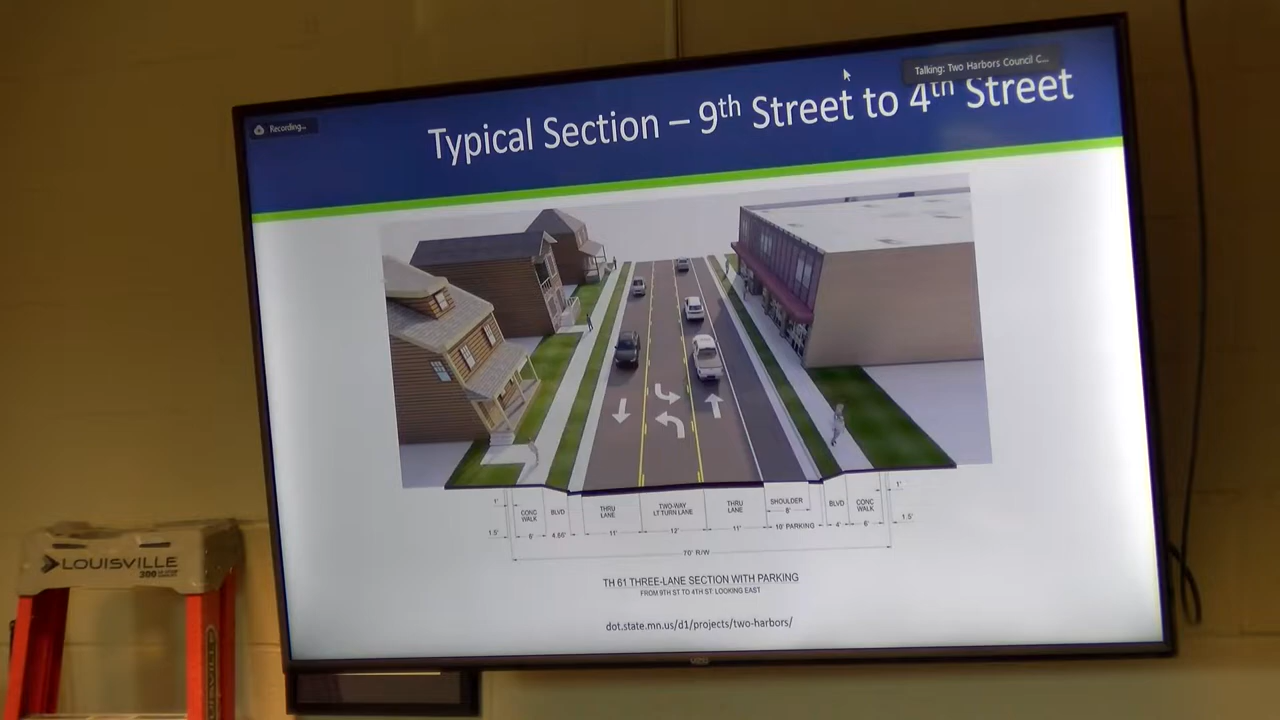 Talking: Two Harbors Council C...
Recording...
Typical Section – 9th Street to 4th Street
1' CONC WALK BLVD THRU LANE TWO-WAY LT TURN LANE THRU LANE SHOULDER 8' BLVD CONC WALK 1'
1.5' 6' 4.66' 11' 12' 11' 10' PARKING 4' 6' 1.5'
70' R/W
TH 61 THREE-LANE SECTION WITH PARKING
FROM 9TH ST TO 4TH ST LOOKING EAST
dot.state.mn.us/d1/projects/two-harbors/
VIZIO
LOUISVILLE
300
LOUISVILLE